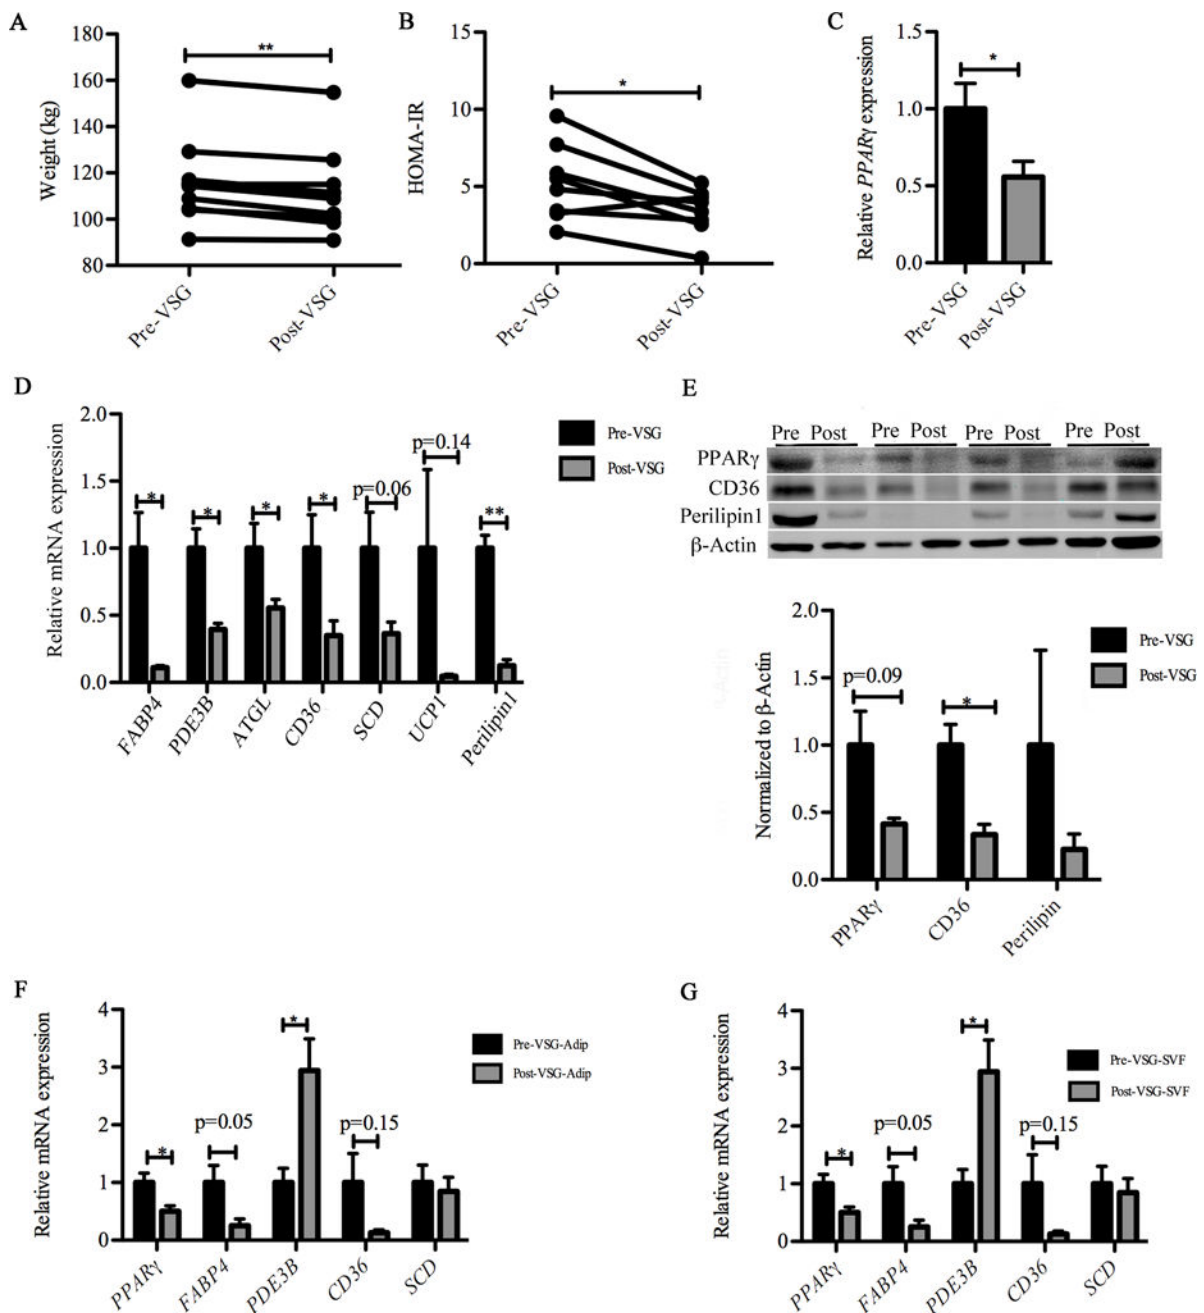 A
Weight (kg)
180
160
140
120
100
80
**
Pre-VSG
Post-VSG
B
HOMA-IR
15
10
5
0
*
Pre-VSG
Post-VSG
C
Relative PPARγ expression
1.5
1.0
0.5
0.0
*
Pre-VSG
Post-VSG
D
Relative mRNA expression
2.0
1.5
1.0
0.5
0.0
* * * * p=0.06 p=0.14 **
Pre-VSG
Post-VSG
FABP4 PDE3B ATGL CD36 SCD UCP1 Perilipin1
E
Pre Post Pre Post Pre Post Pre Post
PPARγ
CD36
Perilipin1
β-Actin
Normalized to β-Actin
2.0
1.5
1.0
0.5
0.0
p=0.09 *
Pre-VSG
Post-VSG
PPARγ CD36 Perilipin
F
Relative mRNA expression
4
3
2
1
0
* p=0.05 * p=0.15
Pre-VSG-Adip
Post-VSG-Adip
PPARγ FABP4 PDE3B CD36 SCD
G
Relative mRNA expression
4
3
2
1
0
* p=0.05 * p=0.15
Pre-VSG-SVF
Post-VSG-SVF
PPARγ FABP4 PDE3B CD36 SCD